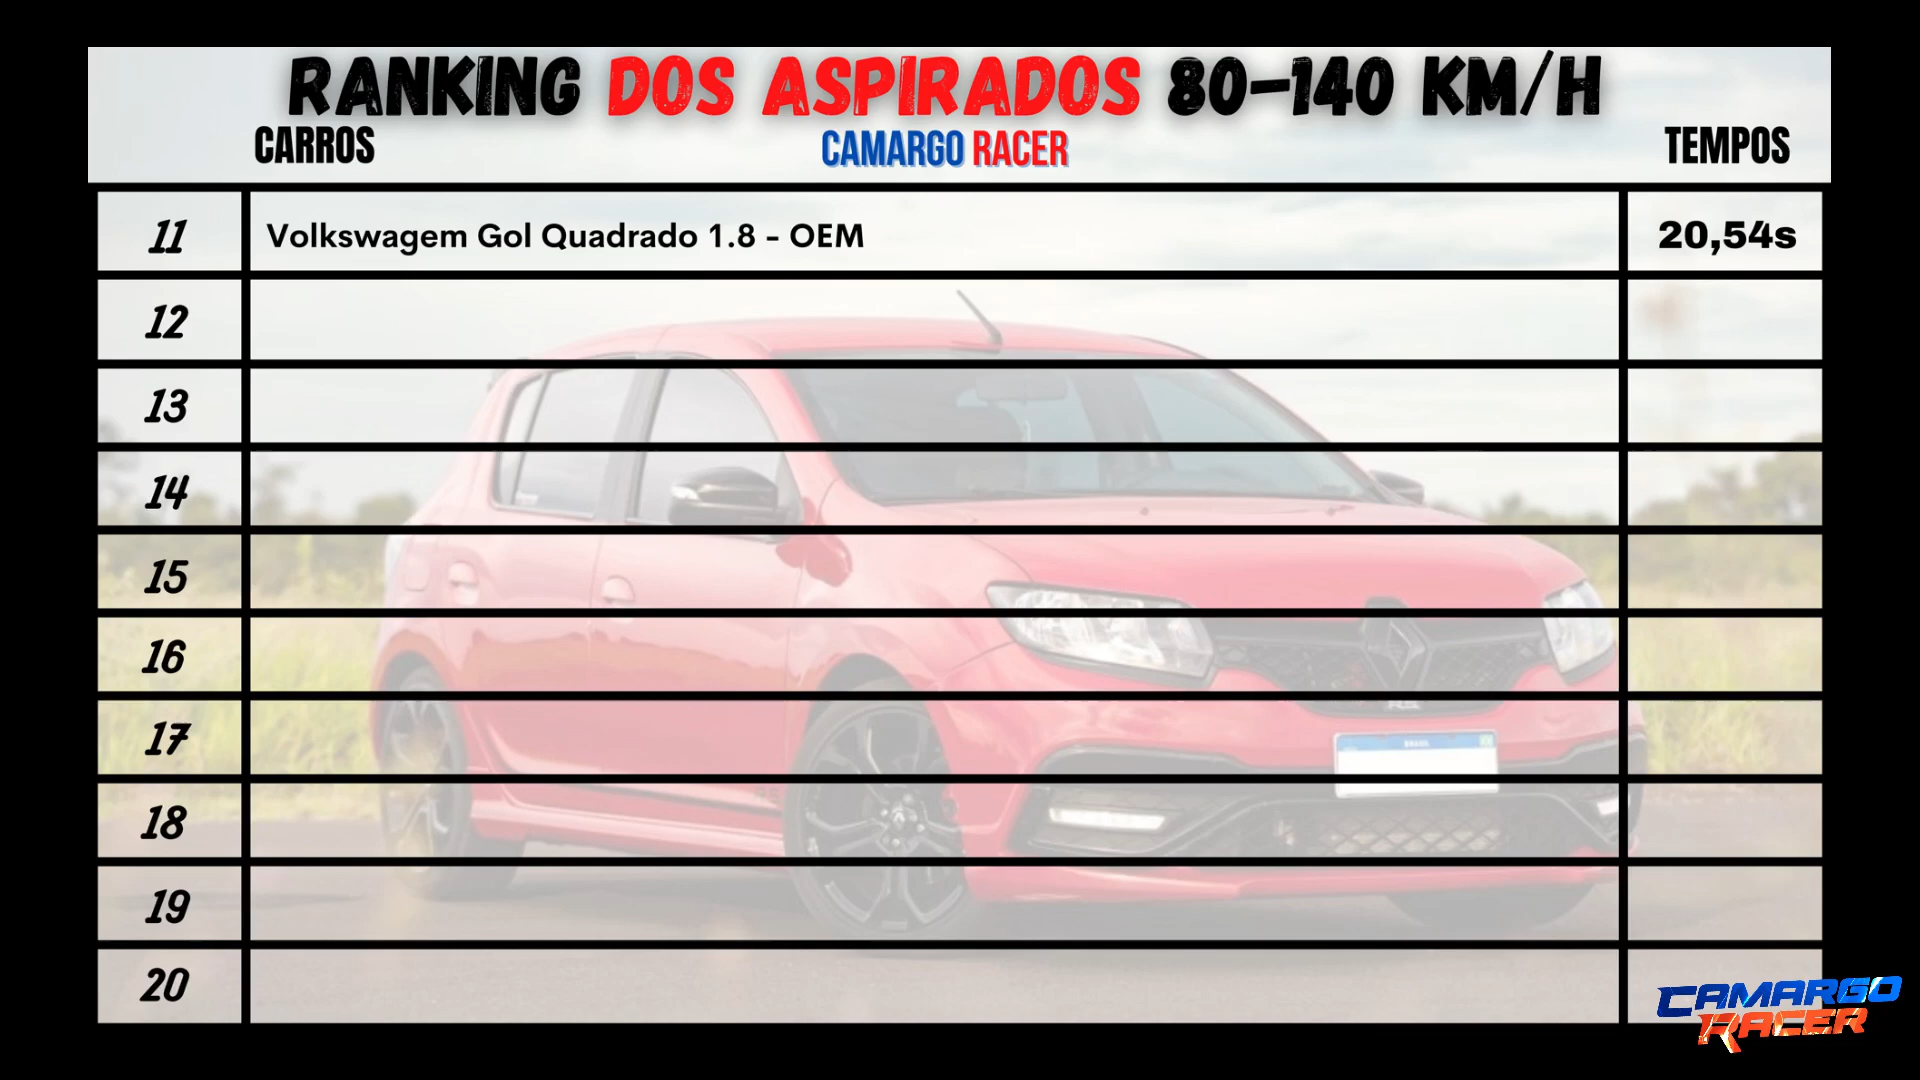 RANKING DOS ASPIRADOS 80-140 KM/H
CARROS CAMARGO RACER TEMPOS
11 Volkswagem Gol Quadrado 1.8 - OEM 20,54s
12
13
14
15
16
17
18
19
20
BRASIL
CAMARGO
RACER